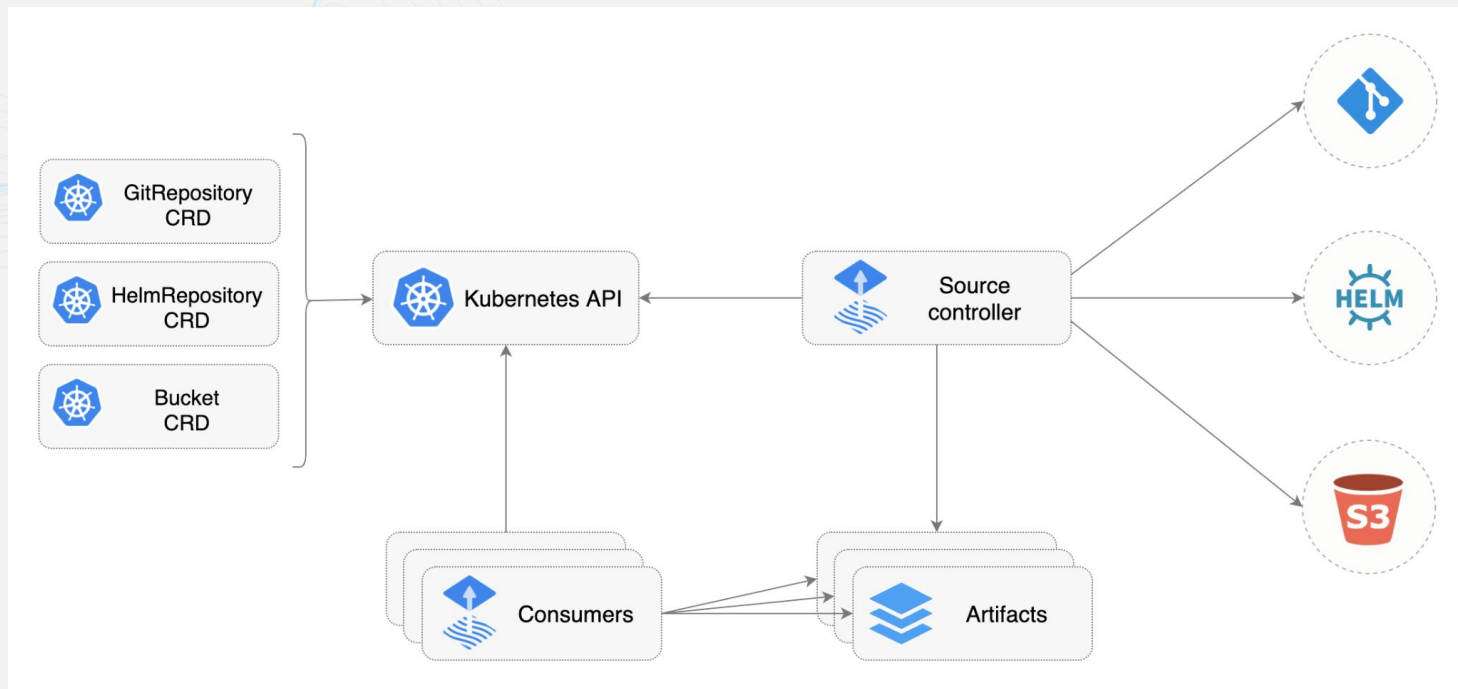 GitRepository
CRD
HelmRepository
CRD
Bucket
CRD
Kubernetes API
Source
controller
HELM
S3
Consumers
Artifacts